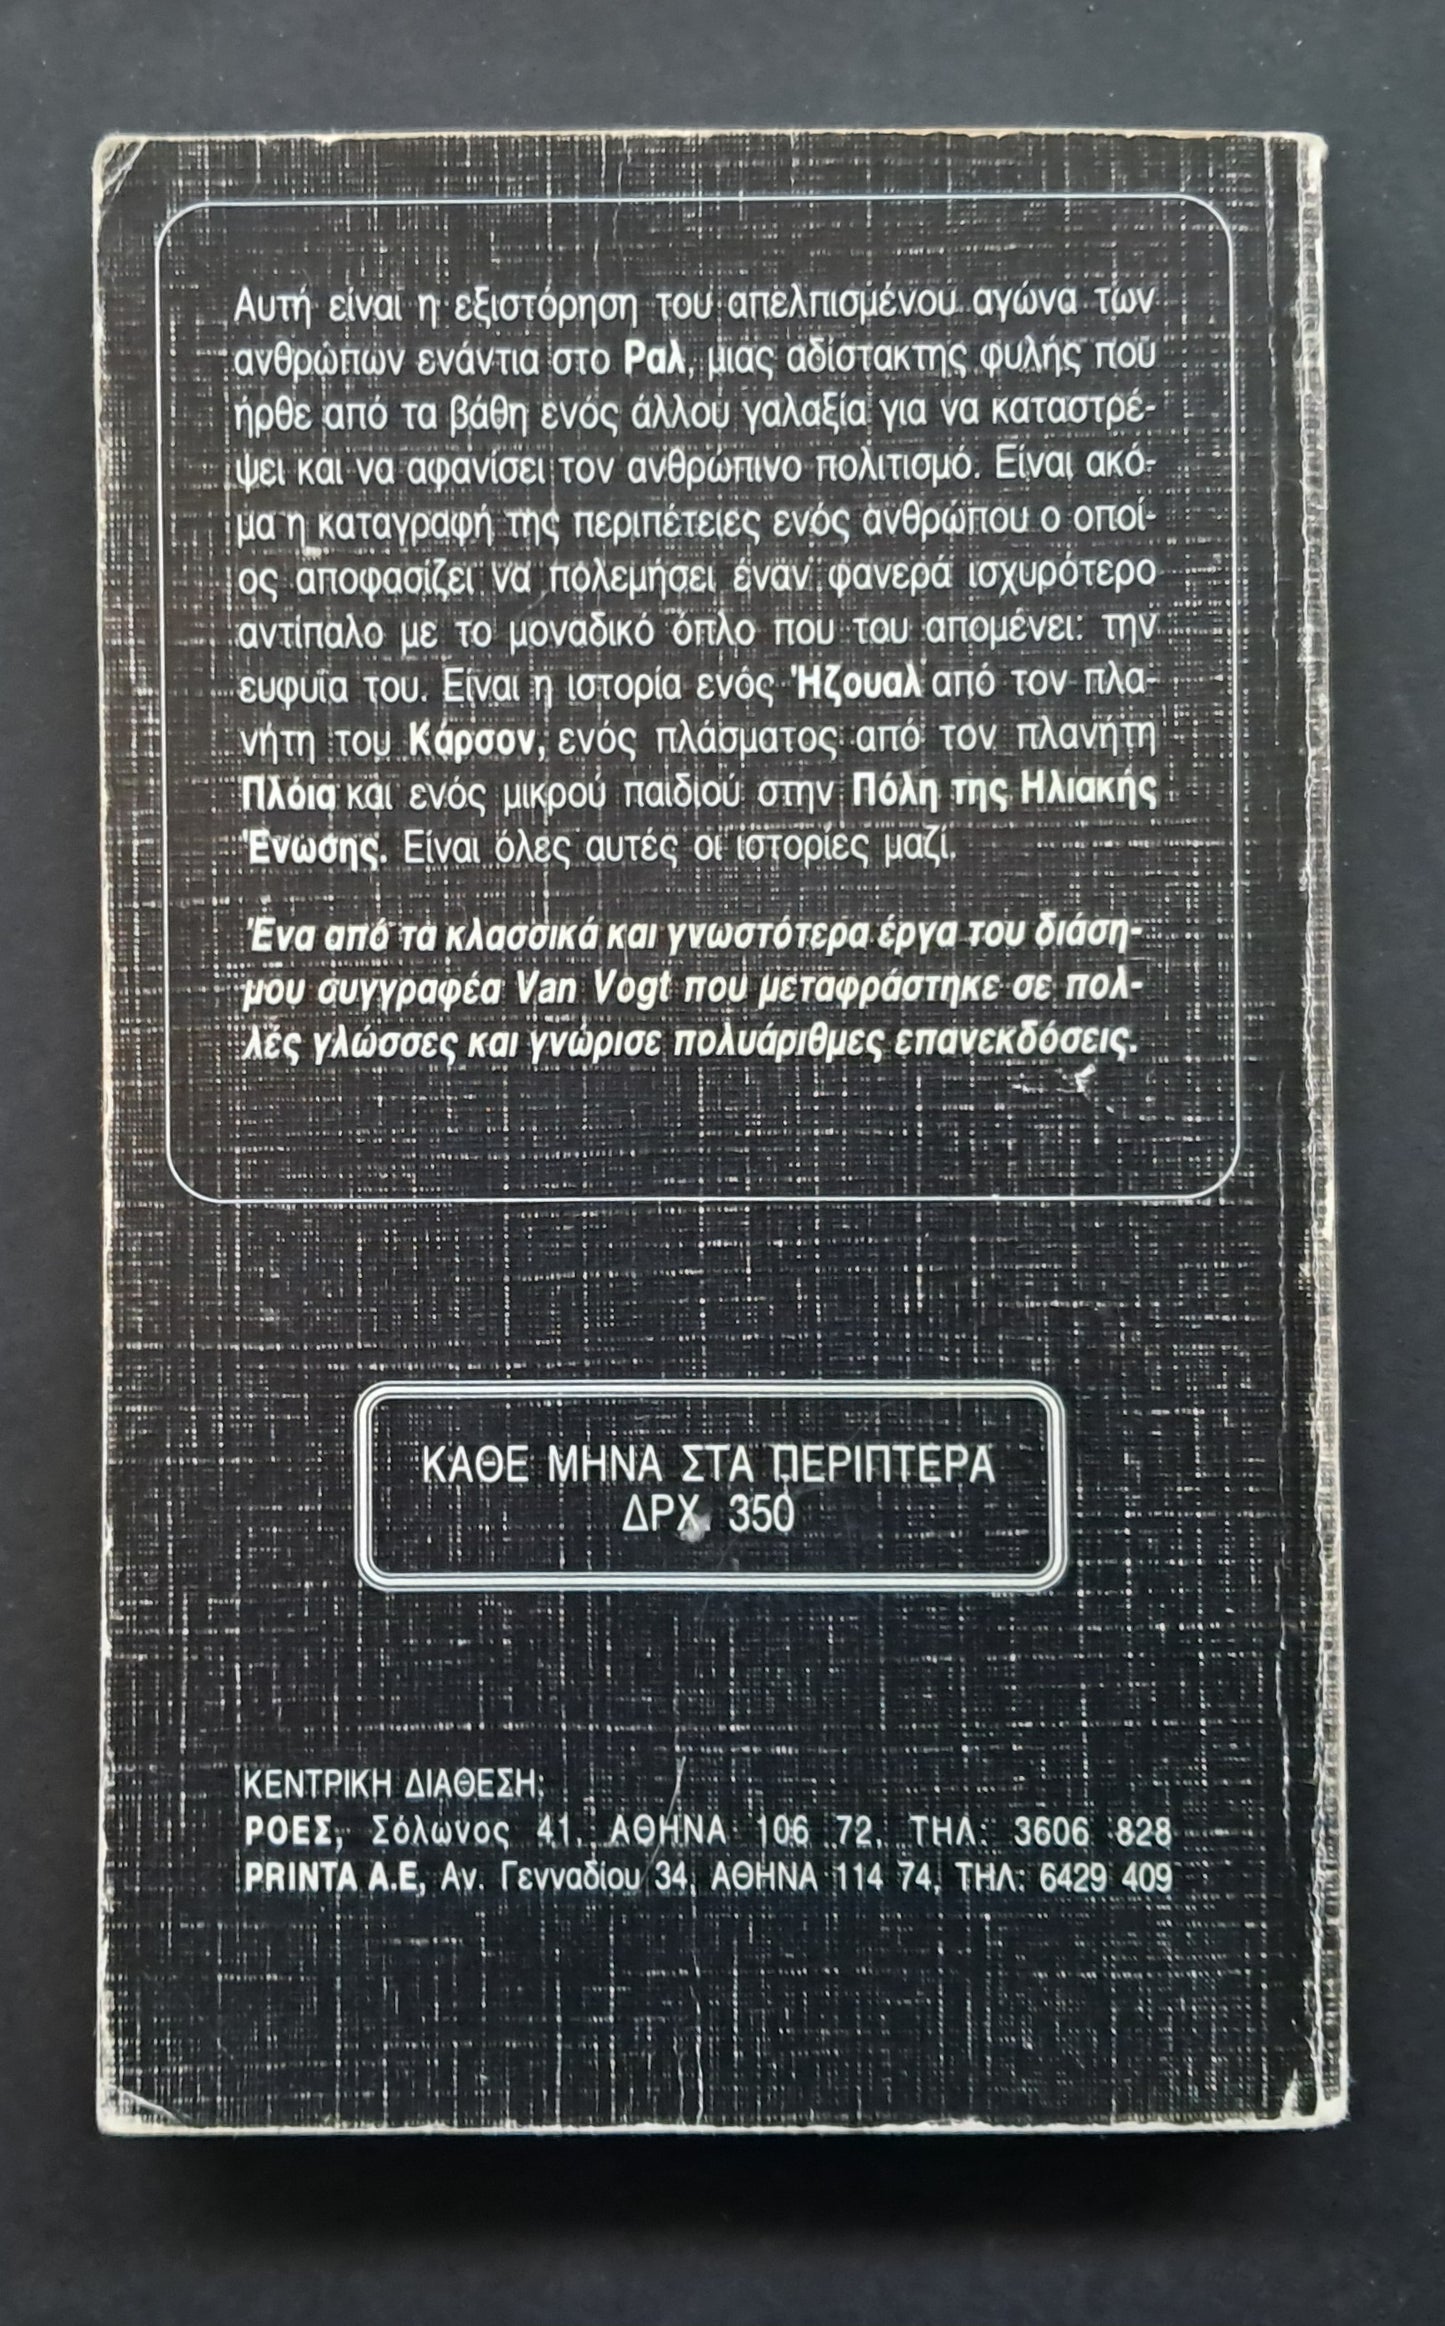 Αυτή είναι η εξιστόρηση του απελπισμένου αγώνα των
ανθρώπων ενάντια στο Ραλ, μιας αδίστακτης φυλής που
ήρθε από τα βάθη ενός άλλου γαλαξία για να καταστρέ-
ψει και να αφανίσει τον ανθρώπινο πολιτισμό. Είναι ακό-
μα η καταγραφή της περιπέτειες ενός ανθρώπου ο οποί-
ος αποφασίζει να πολεμήσει έναν φανερά ισχυρότερο
αντίπαλο με το μοναδικό όπλο που του απομένει: την
ευφυΐα του. Είναι η ιστορία ενός Ήζουαλ από τον πλα-
νήτη του Κάρσον, ενός πλάσματος από τον πλανήτη
Πλόια και ενός μικρού παιδιού στην Πόλη της Ηλιακής
Ένωσης. Είναι όλες αυτές οι ιστορίες μαζί.
Ένα από τα κλασσικά και γνωστότερα έργα του διάση-
μου συγγραφέα Van Vogt που μεταφράστηκε σε πολ-
λές γλώσσες και γνώρισε πολυάριθμες επανεκδόσεις.
ΚΑΘΕ ΜΗΝΑ ΣΤΑ ΠΕΡΙΠΤΕΡΑ
ΔΡΧ. 350
ΚΕΝΤΡΙΚΗ ΔΙΑΘΕΣΗ:
ΡΟΕΣ, Σόλωνος 41, ΑΘΗΝΑ 106 72, ΤΗΛ: 3606 828
PRINTA A.E, Αν. Γενναδίου 34, ΑΘΗΝΑ 114 74, ΤΗΛ: 6429 409